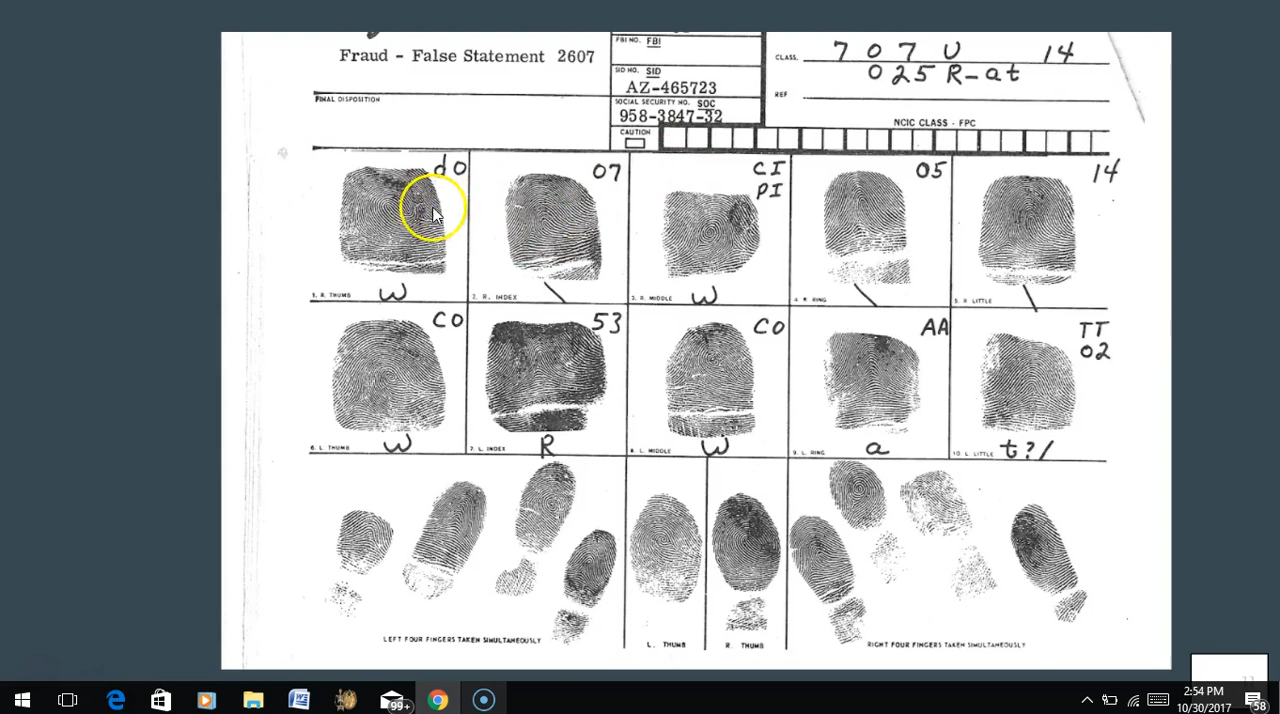 FBI NO. FBI
Fraud - False Statement 2607
CLASS. 7 0 7 U 14
0 2 5 R-at
SID NO. SID
AZ-465723
REF
FINAL DISPOSITION
SOCIAL SECURITY NO. SOC
958-3847-32
NCIC CLASS - FPC
CAUTION
dO 07 CI 05 14
PI
1. R. THUMB W 2. R. INDEX \ 3. R. MIDDLE W 4. R. RING \ 5. R. LITTLE \
CO 53 CO AA TT
02
6. L. THUMB W 7. L. INDEX R 8. L. MIDDLE W 9. L. RING a 10. L. LITTLE t?/
LEFT FOUR FINGERS TAKEN SIMULTANEOUSLY L. THUMB R. THUMB RIGHT FOUR FINGERS TAKEN SIMULTANEOUSLY
11
99+
2:54 PM
10/30/2017
58